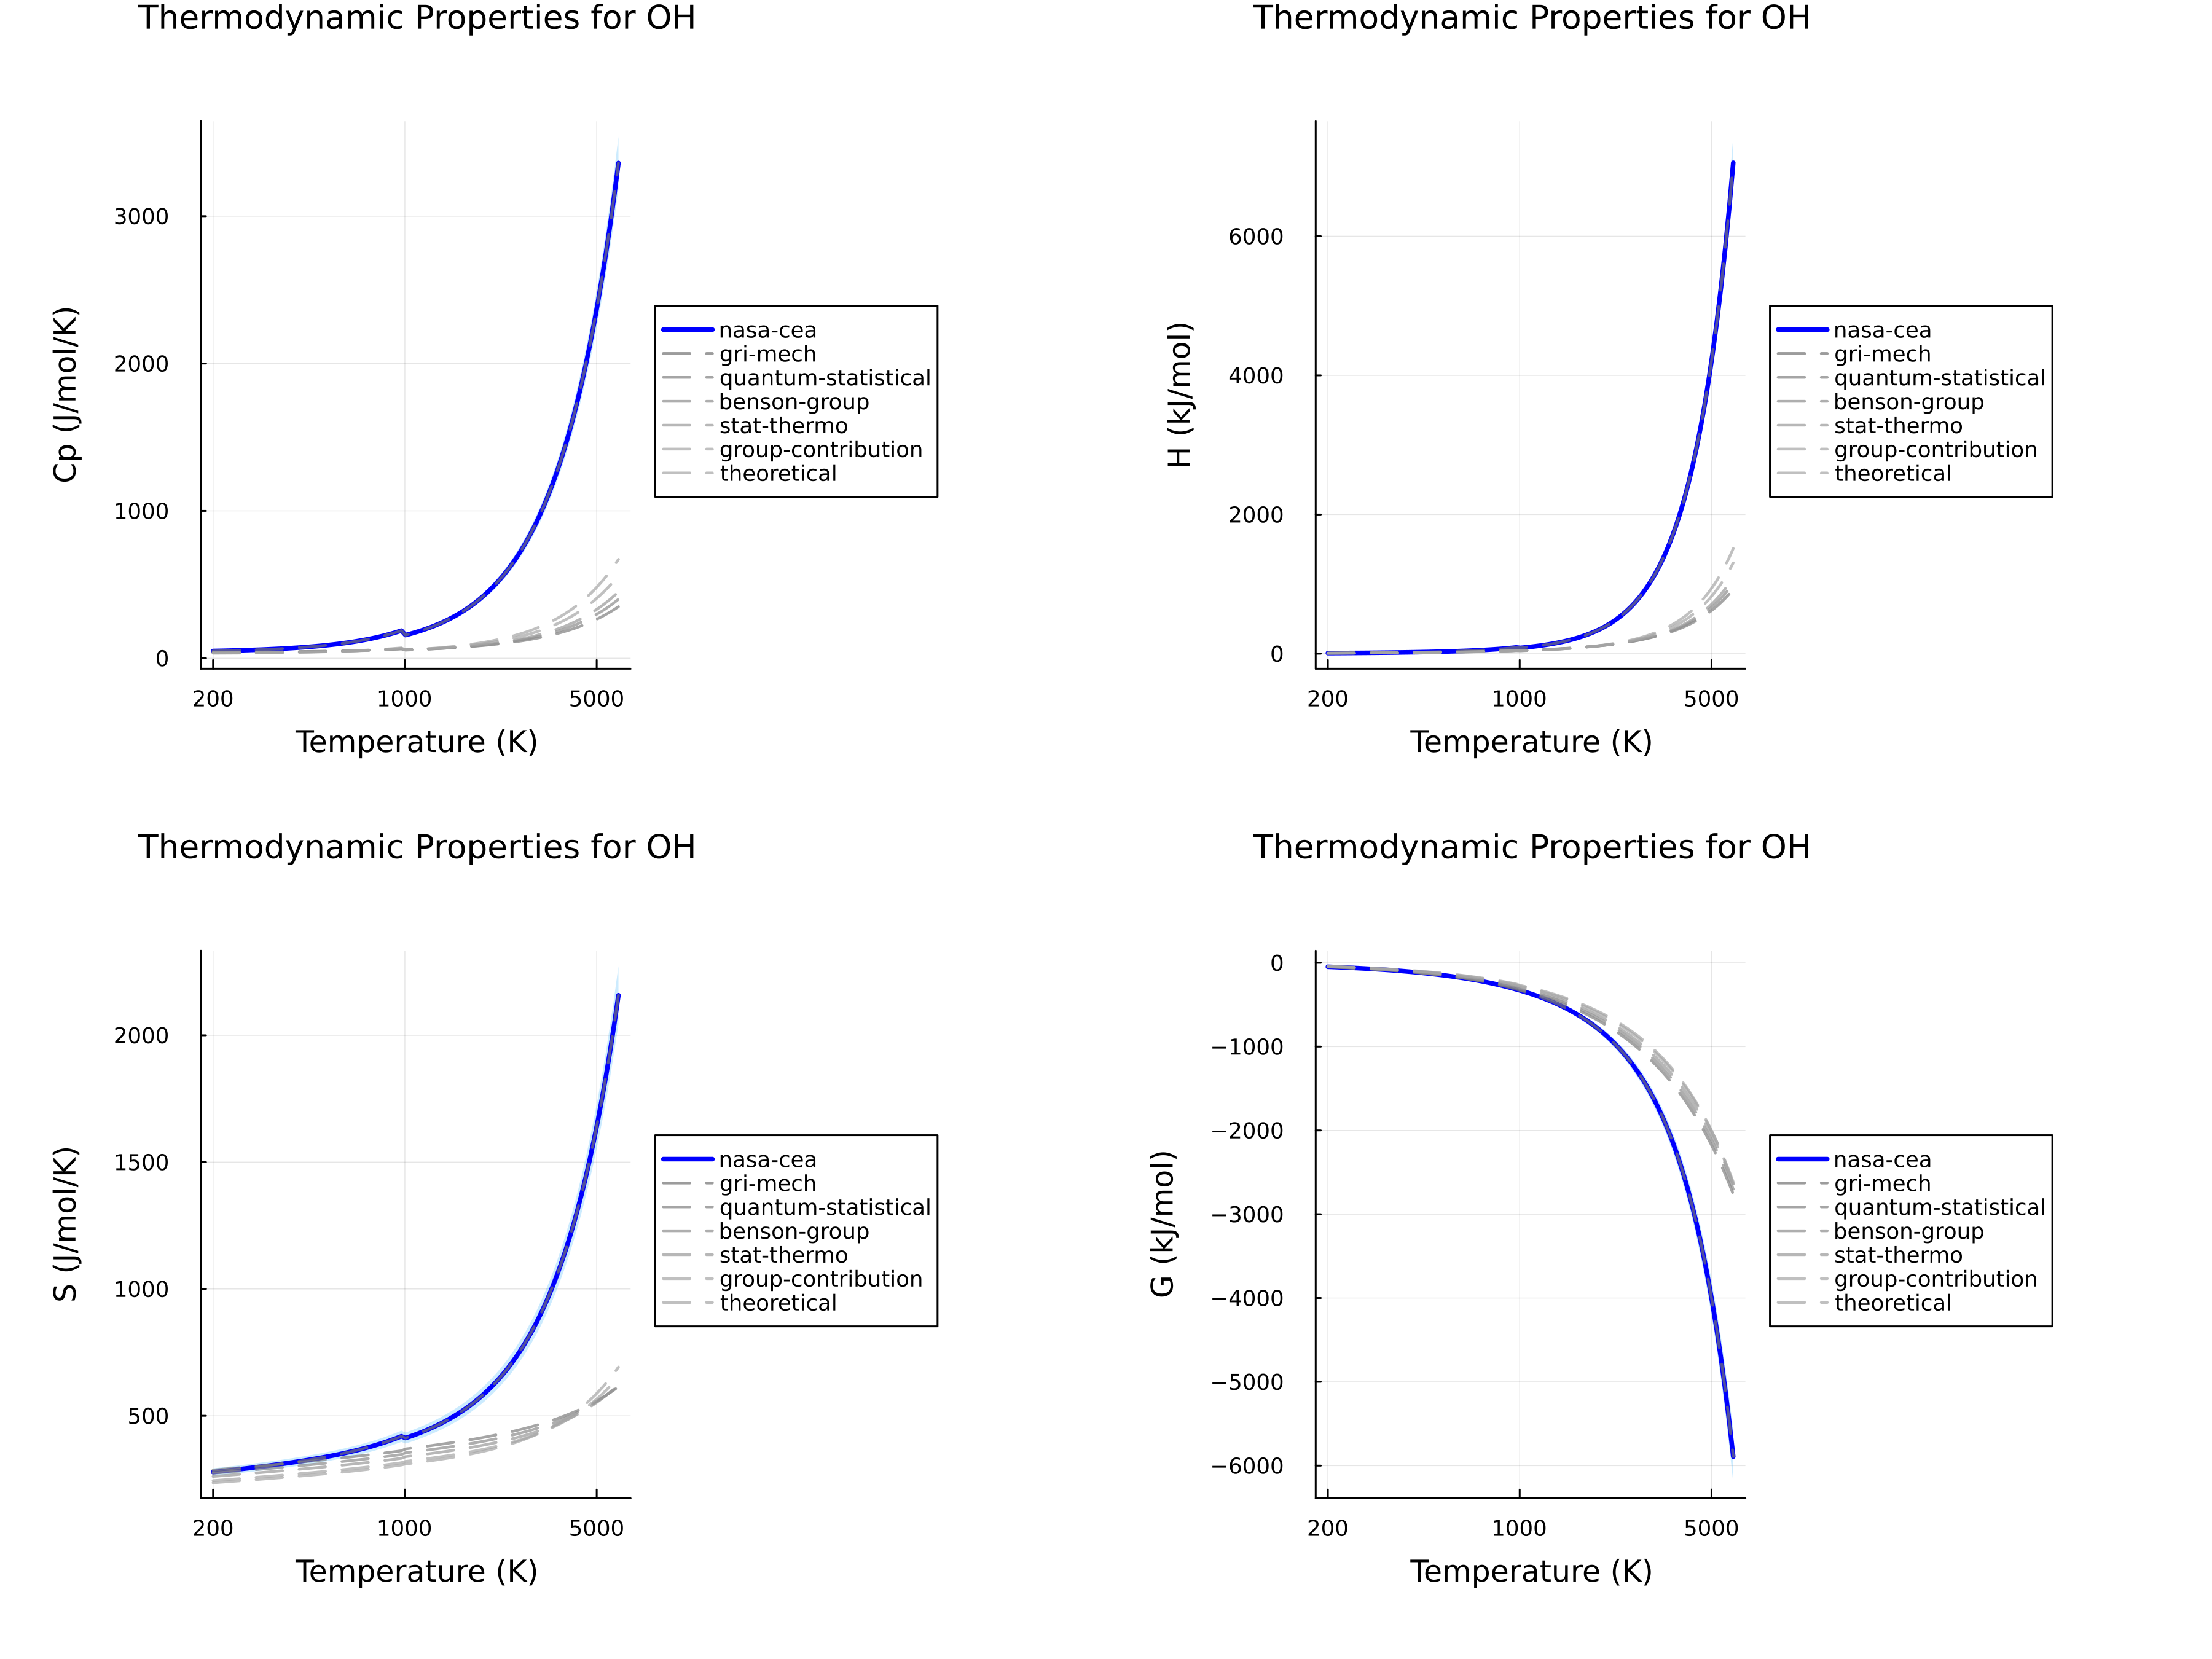 Thermodynamic Properties for OH
Cp (J/mol/K)
3000
2000
1000
0
200 1000 5000
Temperature (K)
nasa-cea
gri-mech
quantum-statistical
benson-group
stat-thermo
group-contribution
theoretical
Thermodynamic Properties for OH
H (kJ/mol)
6000
4000
2000
0
200 1000 5000
Temperature (K)
nasa-cea
gri-mech
quantum-statistical
benson-group
stat-thermo
group-contribution
theoretical
Thermodynamic Properties for OH
S (J/mol/K)
2000
1500
1000
500
200 1000 5000
Temperature (K)
nasa-cea
gri-mech
quantum-statistical
benson-group
stat-thermo
group-contribution
theoretical
Thermodynamic Properties for OH
G (kJ/mol)
0
−1000
−2000
−3000
−4000
−5000
−6000
200 1000 5000
Temperature (K)
nasa-cea
gri-mech
quantum-statistical
benson-group
stat-thermo
group-contribution
theoretical